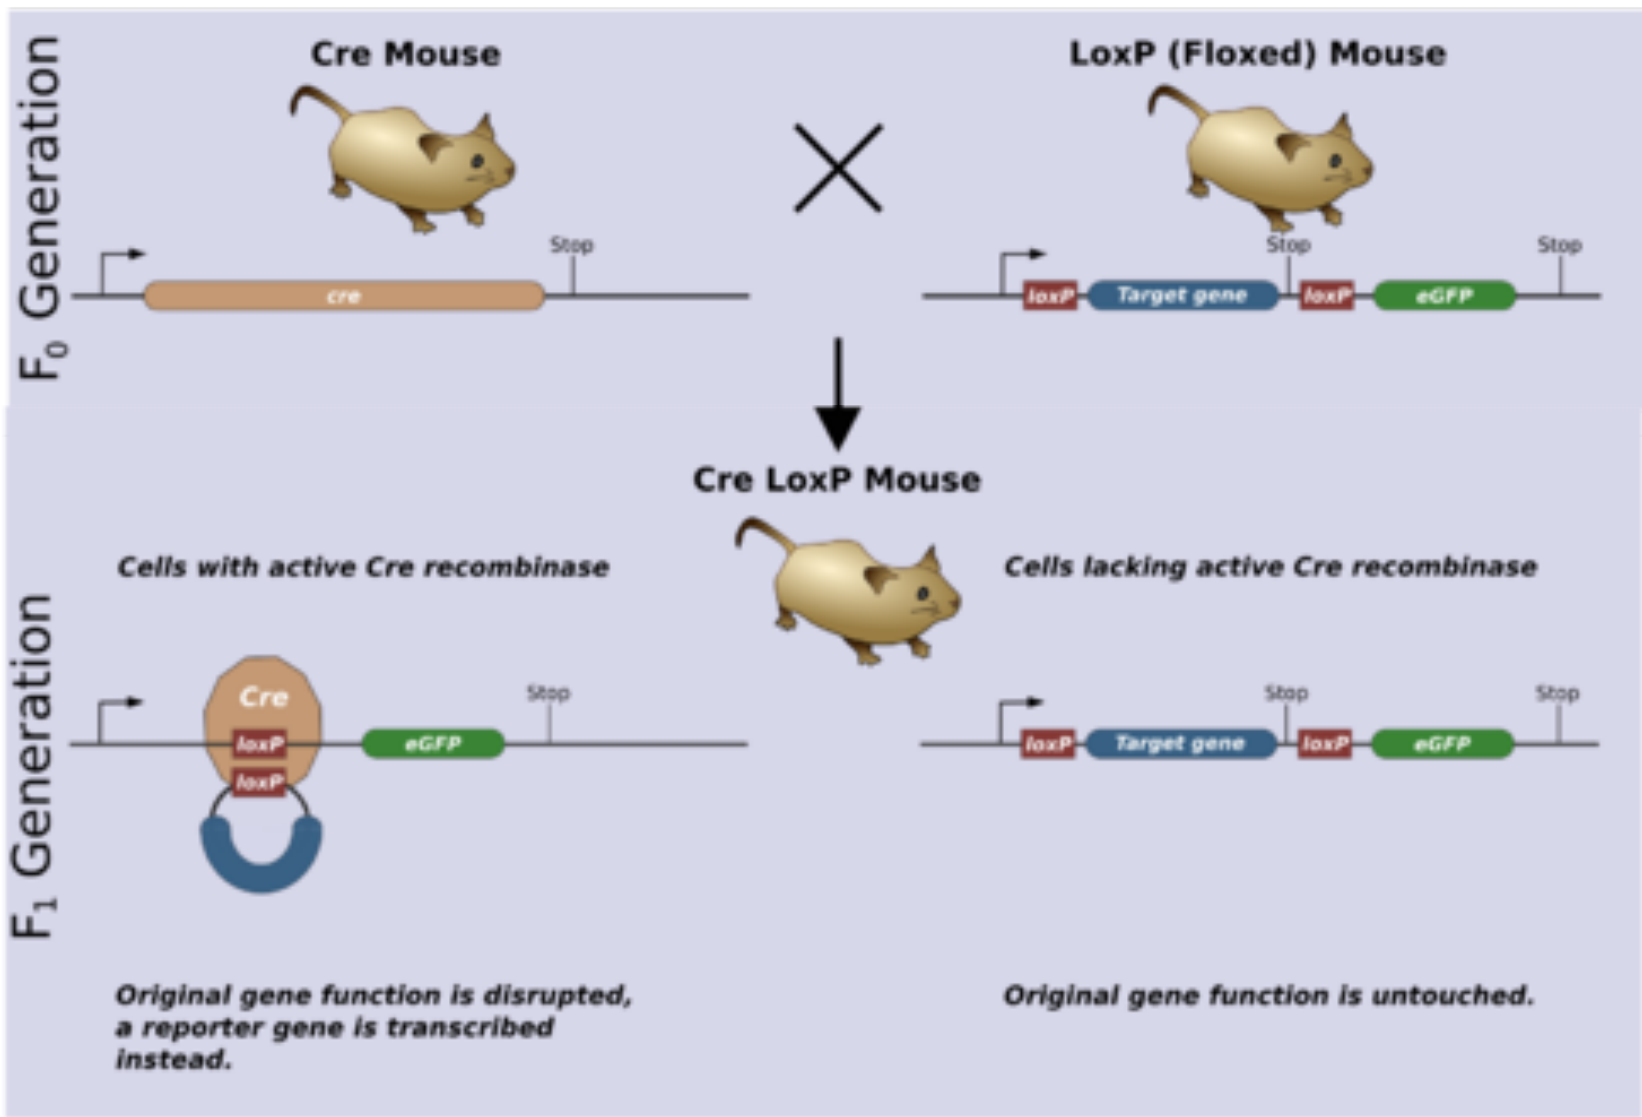 F0 Generation
Cre Mouse
LoxP (Floxed) Mouse
Stop
cre
Stop
Stop
loxP
Target gene
loxP
eGFP
Cre LoxP Mouse
F1 Generation
Cells with active Cre recombinase
Cells lacking active Cre recombinase
Cre
loxP
loxP
eGFP
Stop
Stop
Stop
loxP
Target gene
loxP
eGFP
Original gene function is disrupted,
a reporter gene is transcribed
instead.
Original gene function is untouched.